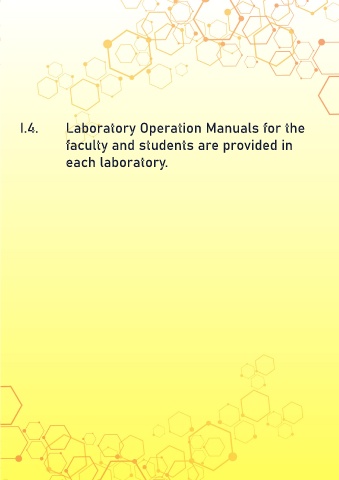 I.4. Laboratory Operation Manuals for the
faculty and students are provided in
each laboratory.